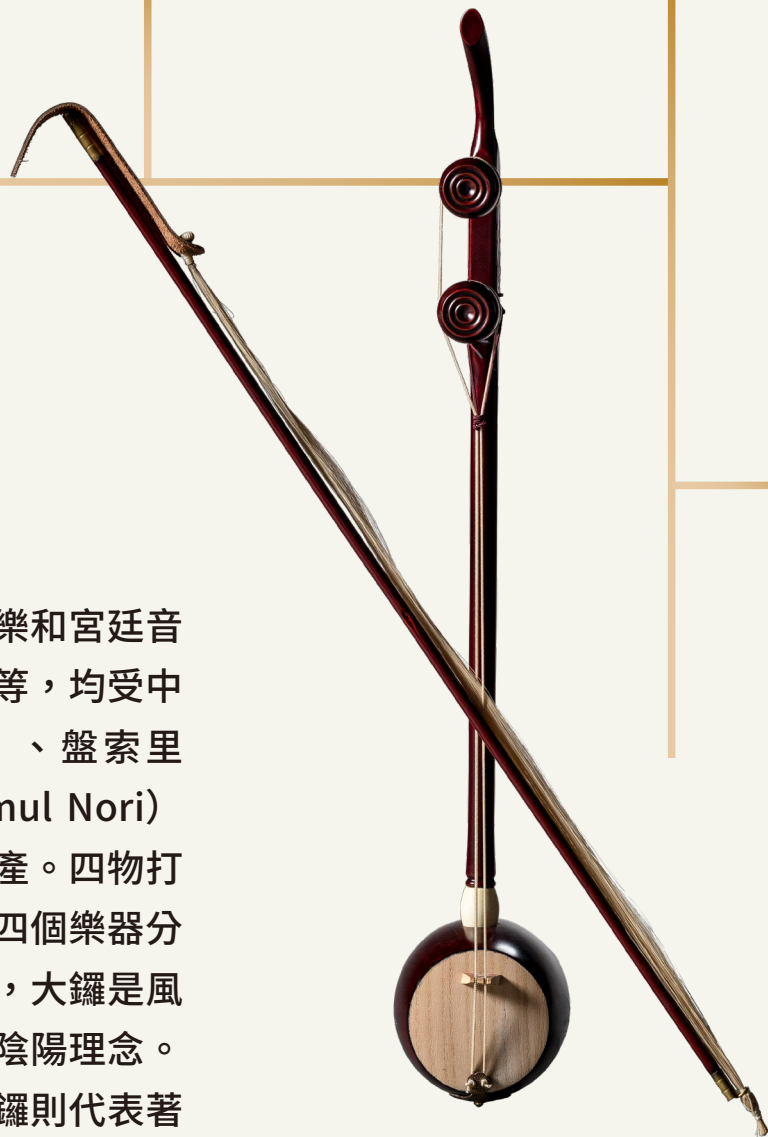 樂和宮廷音
等，均受中
、盤索里
mul Nori）
產。四物打
四個樂器分
，大鑼是風
陰陽理念。
鑼則代表著